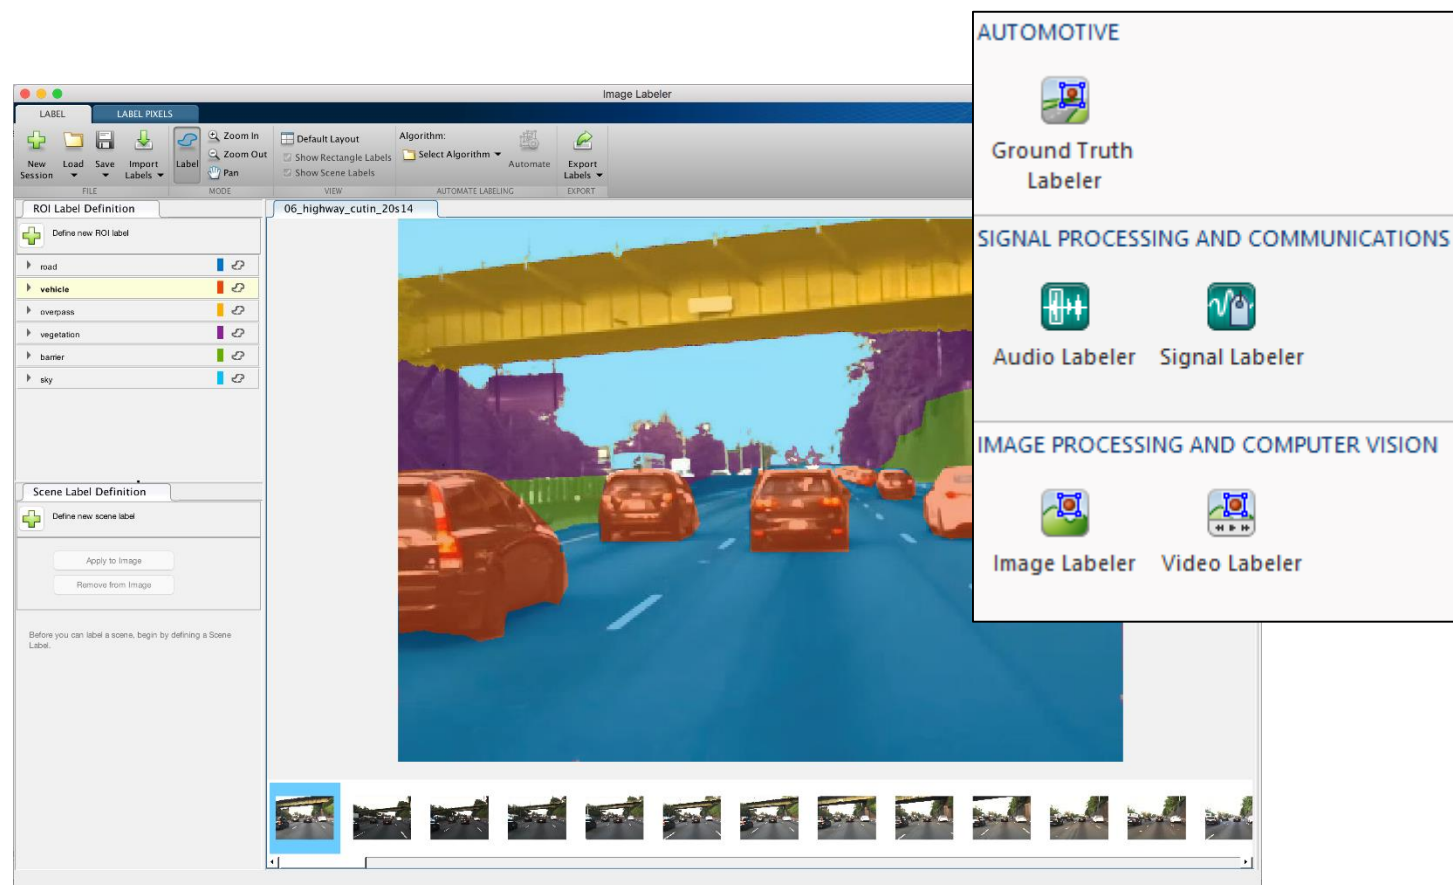 Image Labeler
LABEL
LABEL PIXELS
New Session
Load
Save
Import Labels
FILE
Label
Zoom In
Zoom Out
Pan
MODE
Default Layout
Show Rectangle Labels
Show Scene Labels
VIEW
Algorithm:
Select Algorithm
Automate
AUTOMATE LABELING
Export Labels
EXPORT
ROI Label Definition
Define new ROI label
road
vehicle
overpass
vegetation
barrier
sky
Scene Label Definition
Define new scene label
Apply to Image
Remove from Image
Before you can label a scene, begin by defining a Scene
Label.
06_highway_cutin_20s14
AUTOMOTIVE
Ground Truth
Labeler
SIGNAL PROCESSING AND COMMUNICATIONS
Audio Labeler
Signal Labeler
IMAGE PROCESSING AND COMPUTER VISION
Image Labeler
Video Labeler